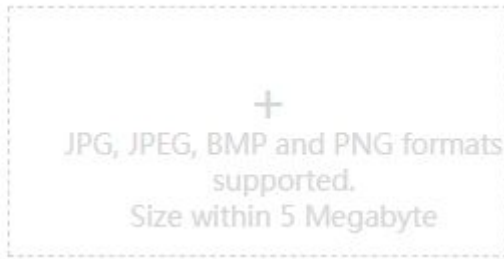 +
JPG, JPEG, BMP and PNG formats
supported.
Size within 5 Megabyte